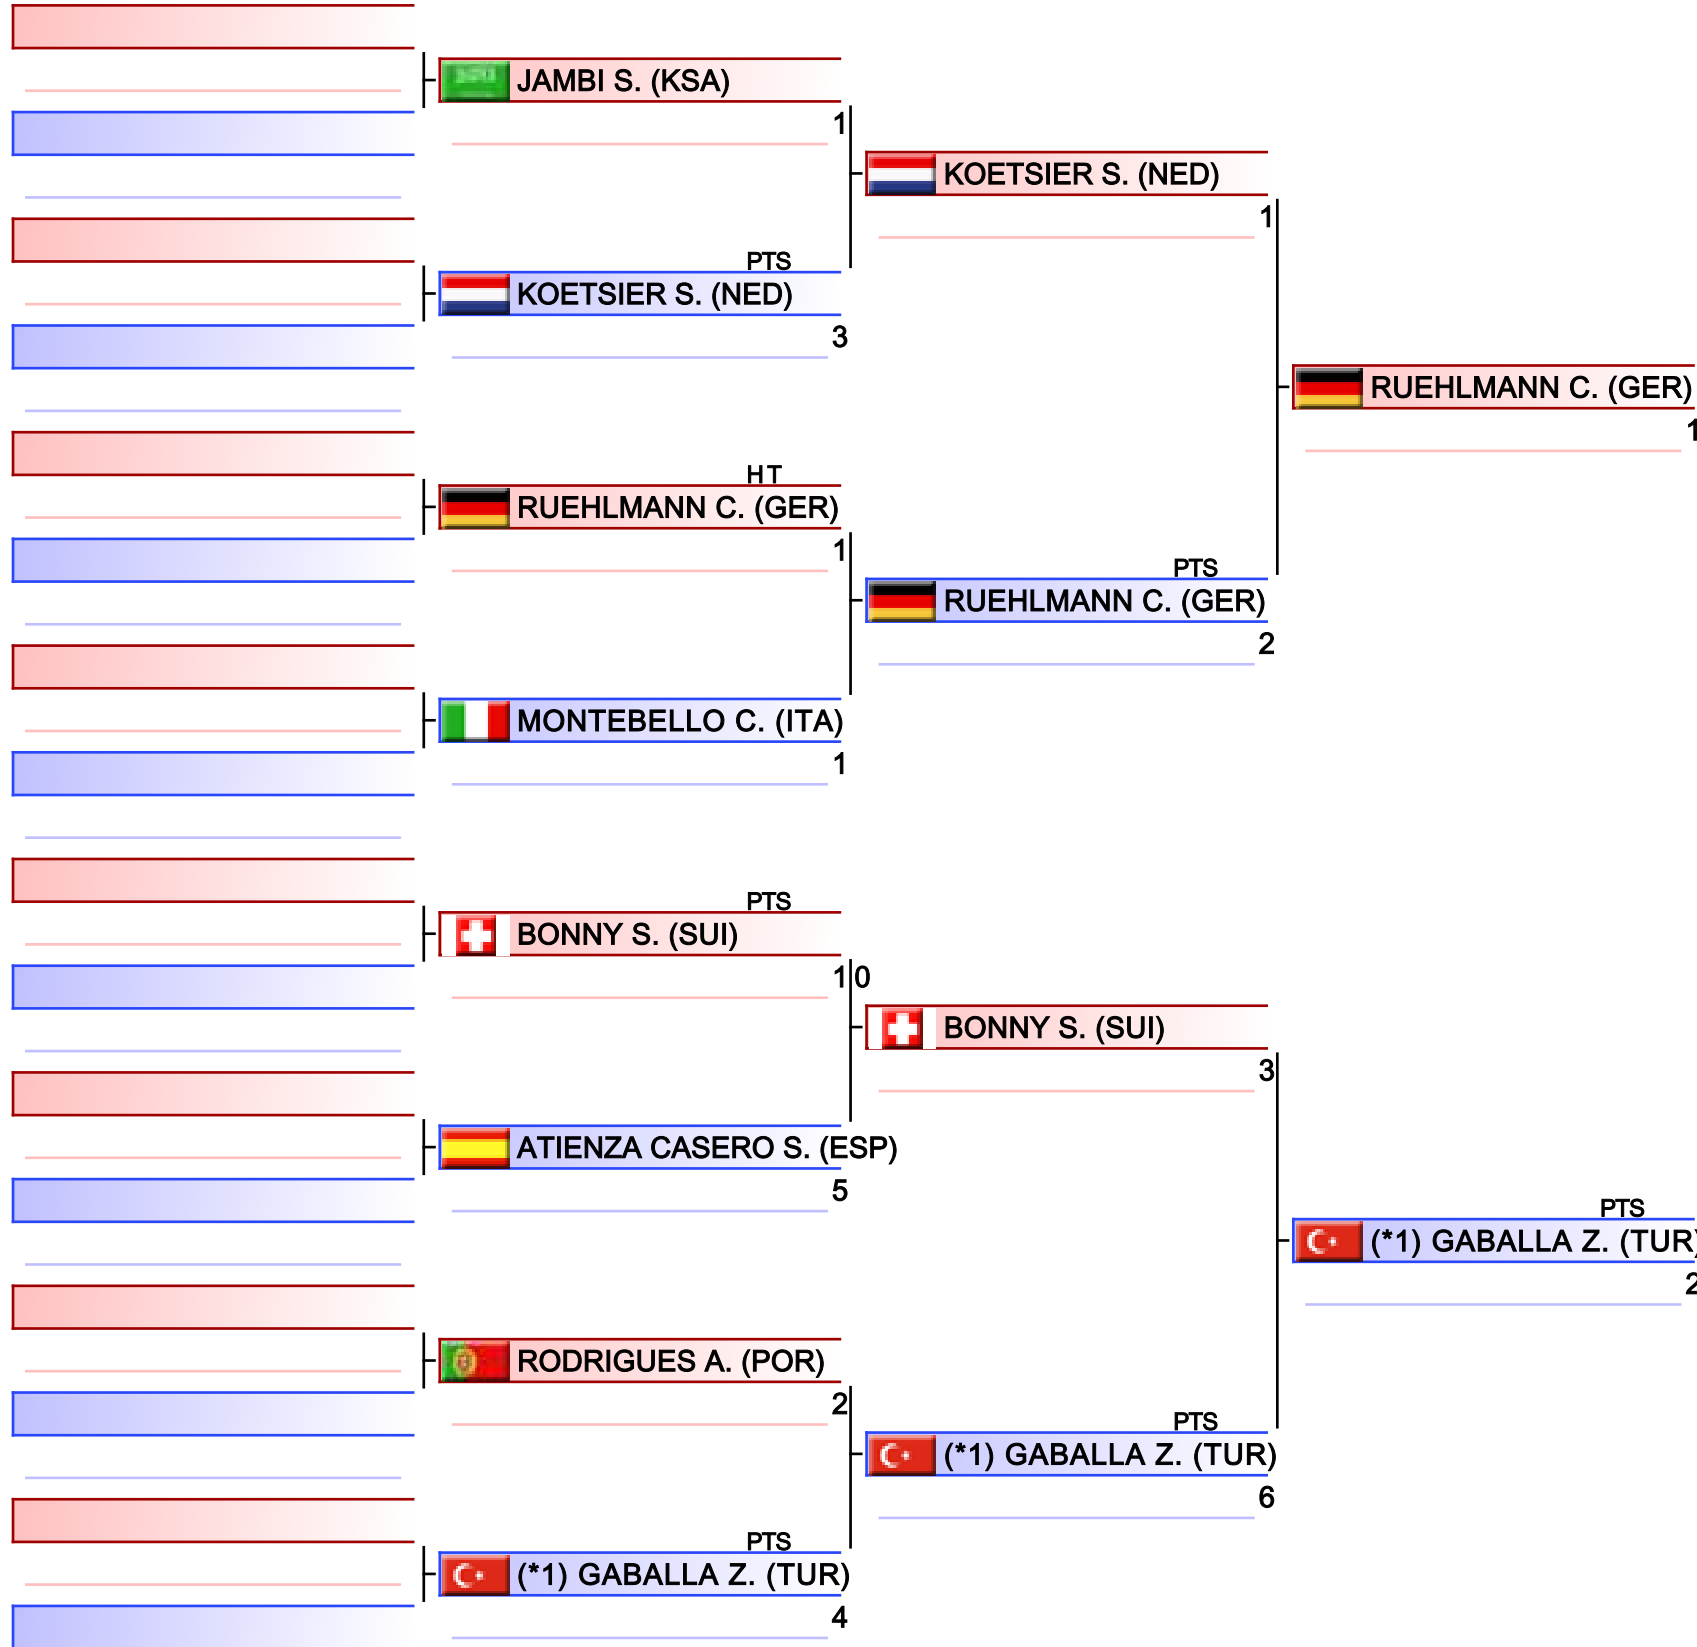 JAMBI S. (KSA)
1
KOETSIER S. (NED)
1
PTS
KOETSIER S. (NED)
3
RUEHLMANN C. (GER)
1
HT
RUEHLMANN C. (GER)
1
PTS
RUEHLMANN C. (GER)
2
MONTEBELLO C. (ITA)
1
PTS
BONNY S. (SUI)
10
BONNY S. (SUI)
3
ATIENZA CASERO S. (ESP)
5
PTS
(*1) GABALLA Z. (TUR)
2
RODRIGUES A. (POR)
2
PTS
(*1) GABALLA Z. (TUR)
6
PTS
(*1) GABALLA Z. (TUR)
4